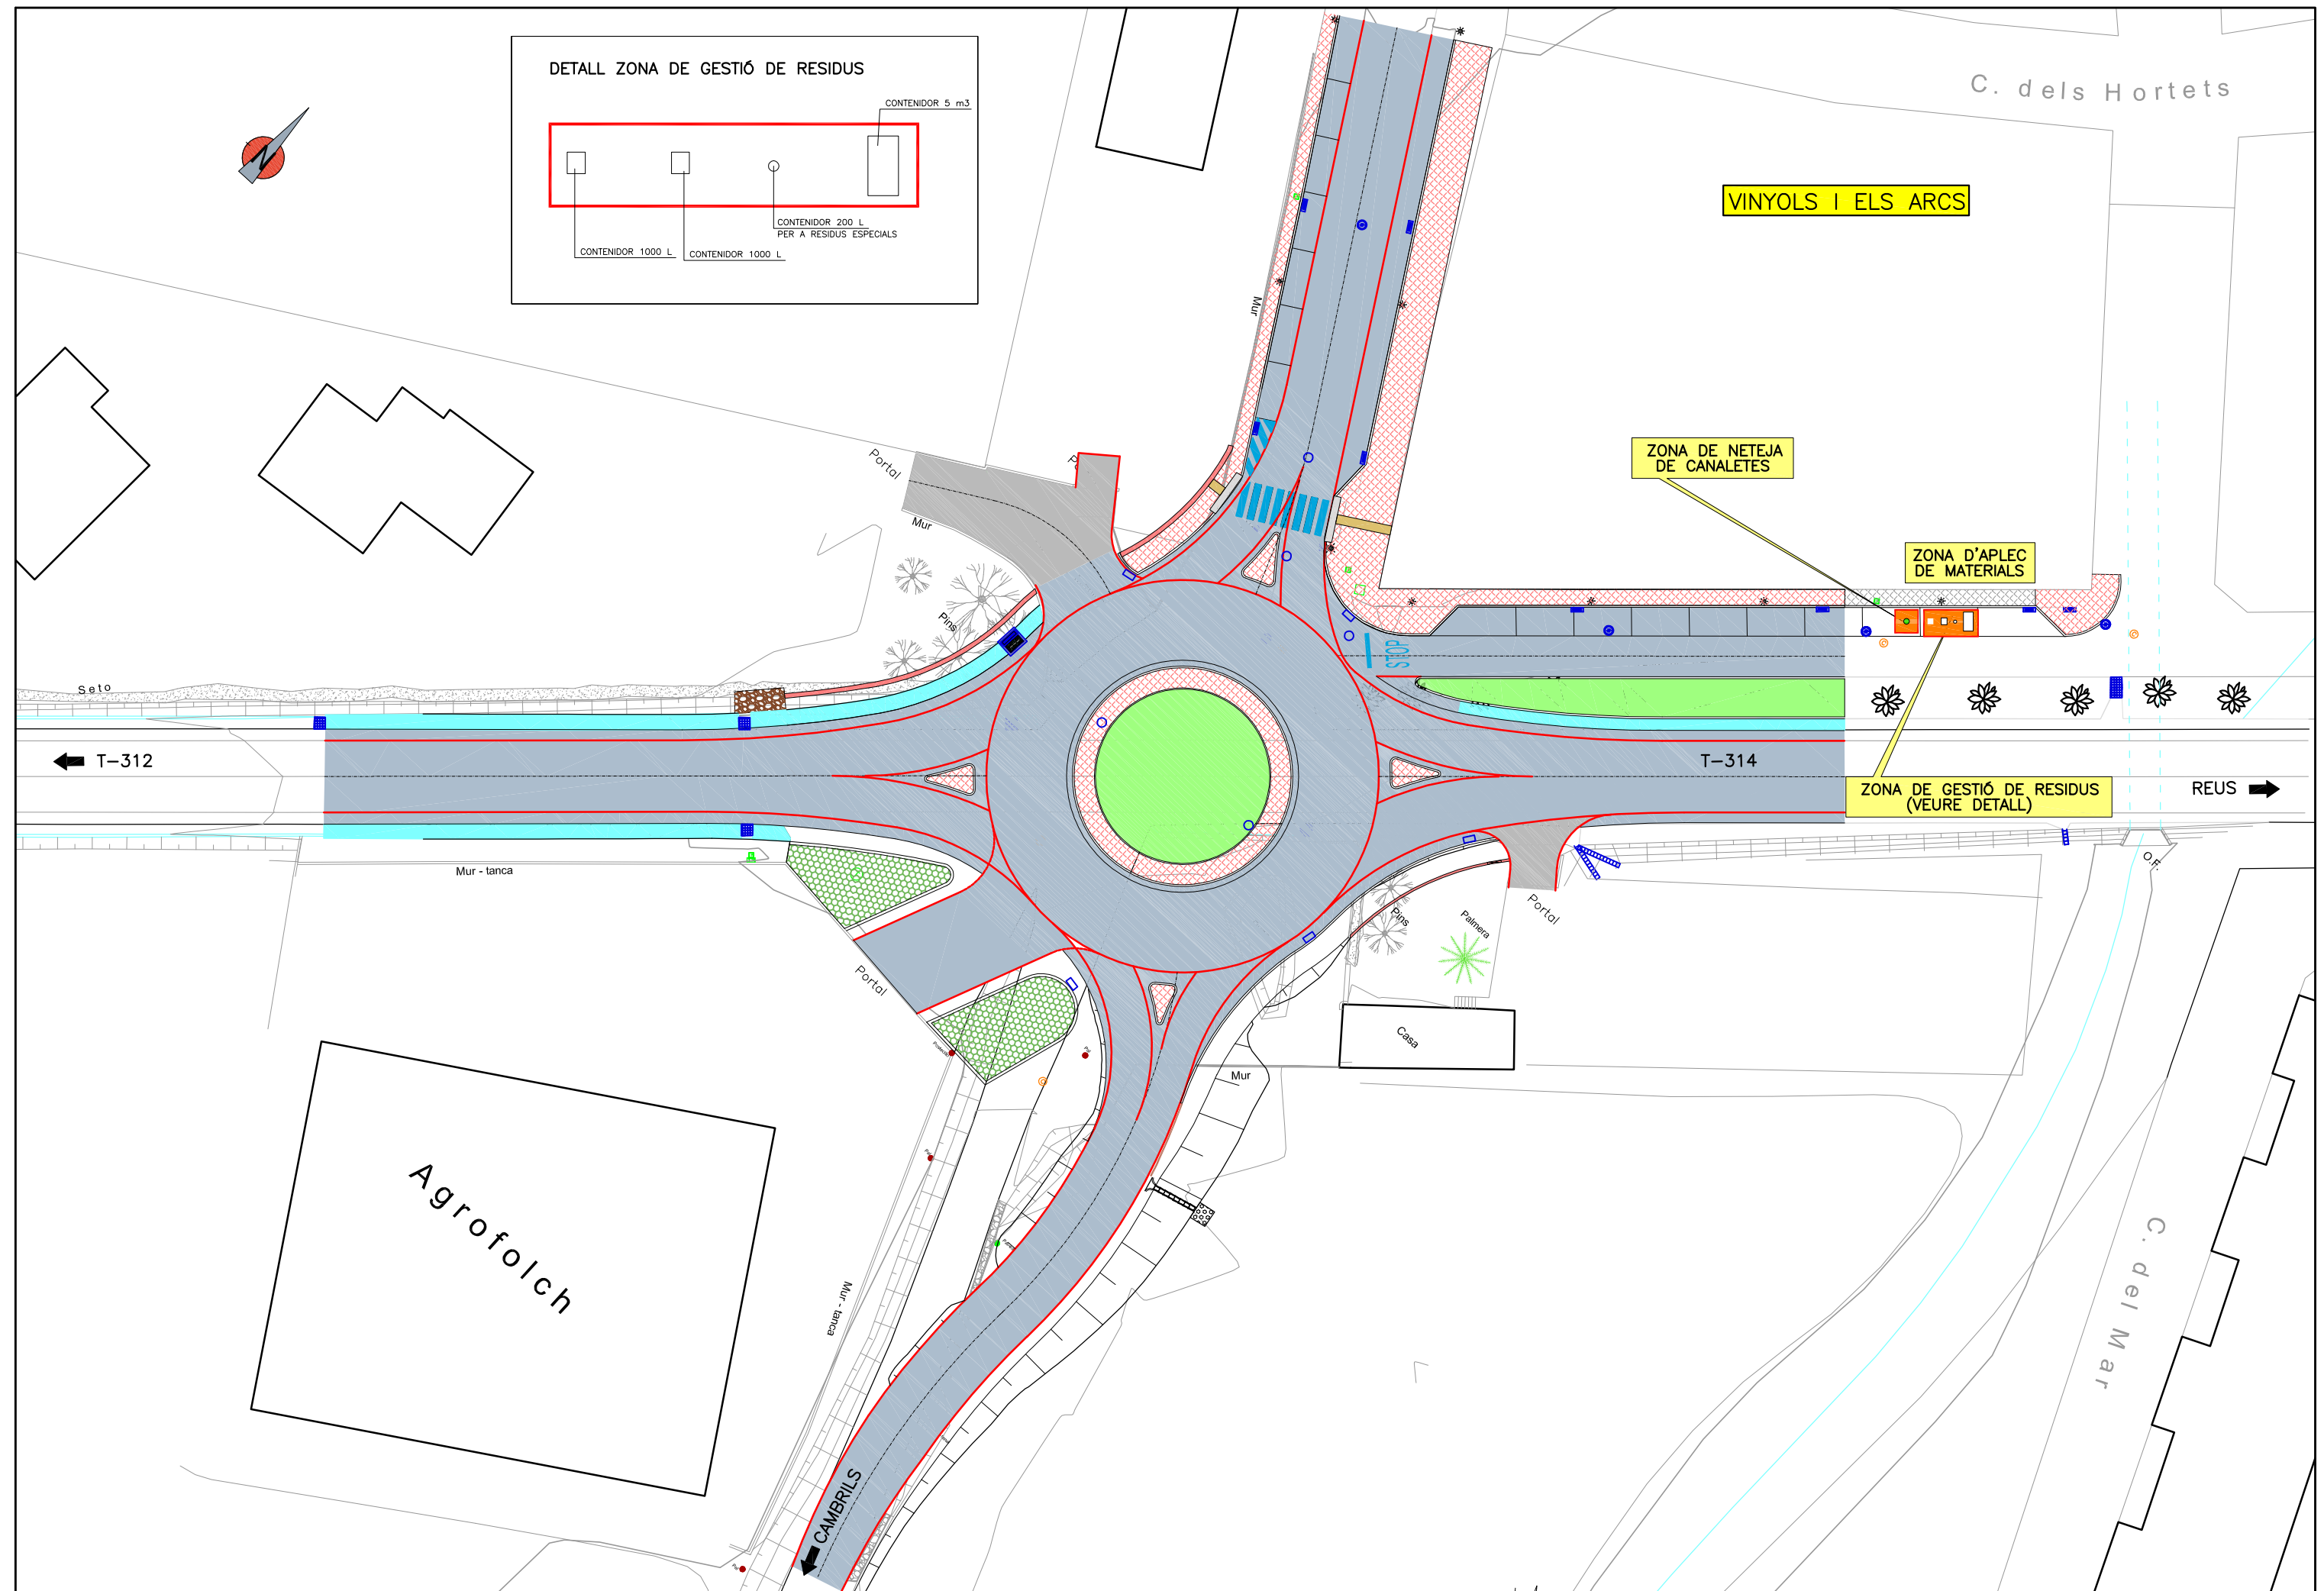 DETALL ZONA DE GESTIÓ DE RESIDUS
CONTENIDOR 5 m3
CONTENIDOR 200 L
PER A RESIDUS ESPECIALS
CONTENIDOR 1000 L
CONTENIDOR 1000 L
N
C. dels Hortets
VINYOLS I ELS ARCS
Mur
ZONA DE NETEJA
DE CANALETES
ZONA D'APLEC
DE MATERIALS
Portal
Mur
Pins
Seto
STOP
T-312
T-314
REUS
ZONA DE GESTIÓ DE RESIDUS
(VEURE DETALL)
Mur - tanca
O.F.
Portal
Pins
Palmera
Portal
Casa
Mur
Agrofolch
Mur - tanca
C. del Mar
CAMBRILS